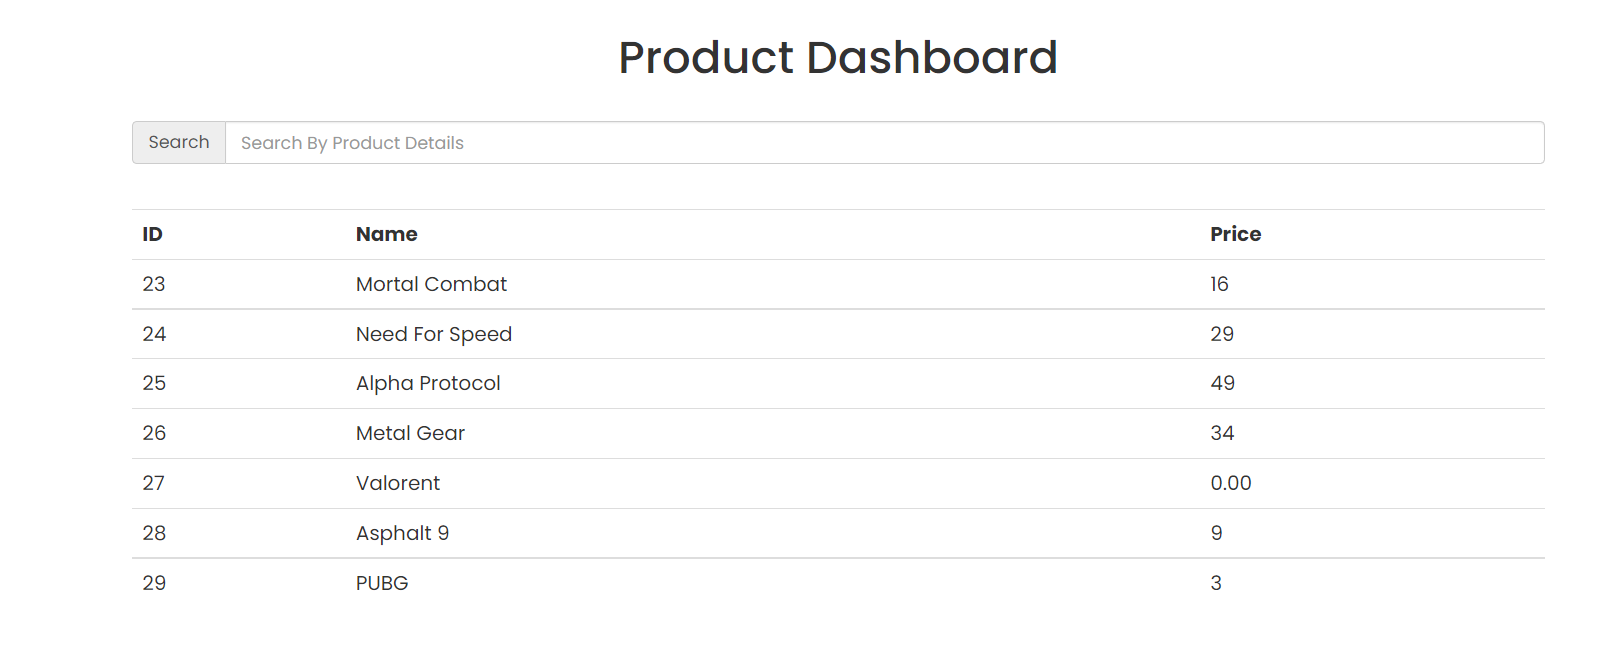 Product Dashboard
Search Search By Product Details
ID Name Price
23 Mortal Combat 16
24 Need For Speed 29
25 Alpha Protocol 49
26 Metal Gear 34
27 Valorent 0.00
28 Asphalt 9 9
29 PUBG 3